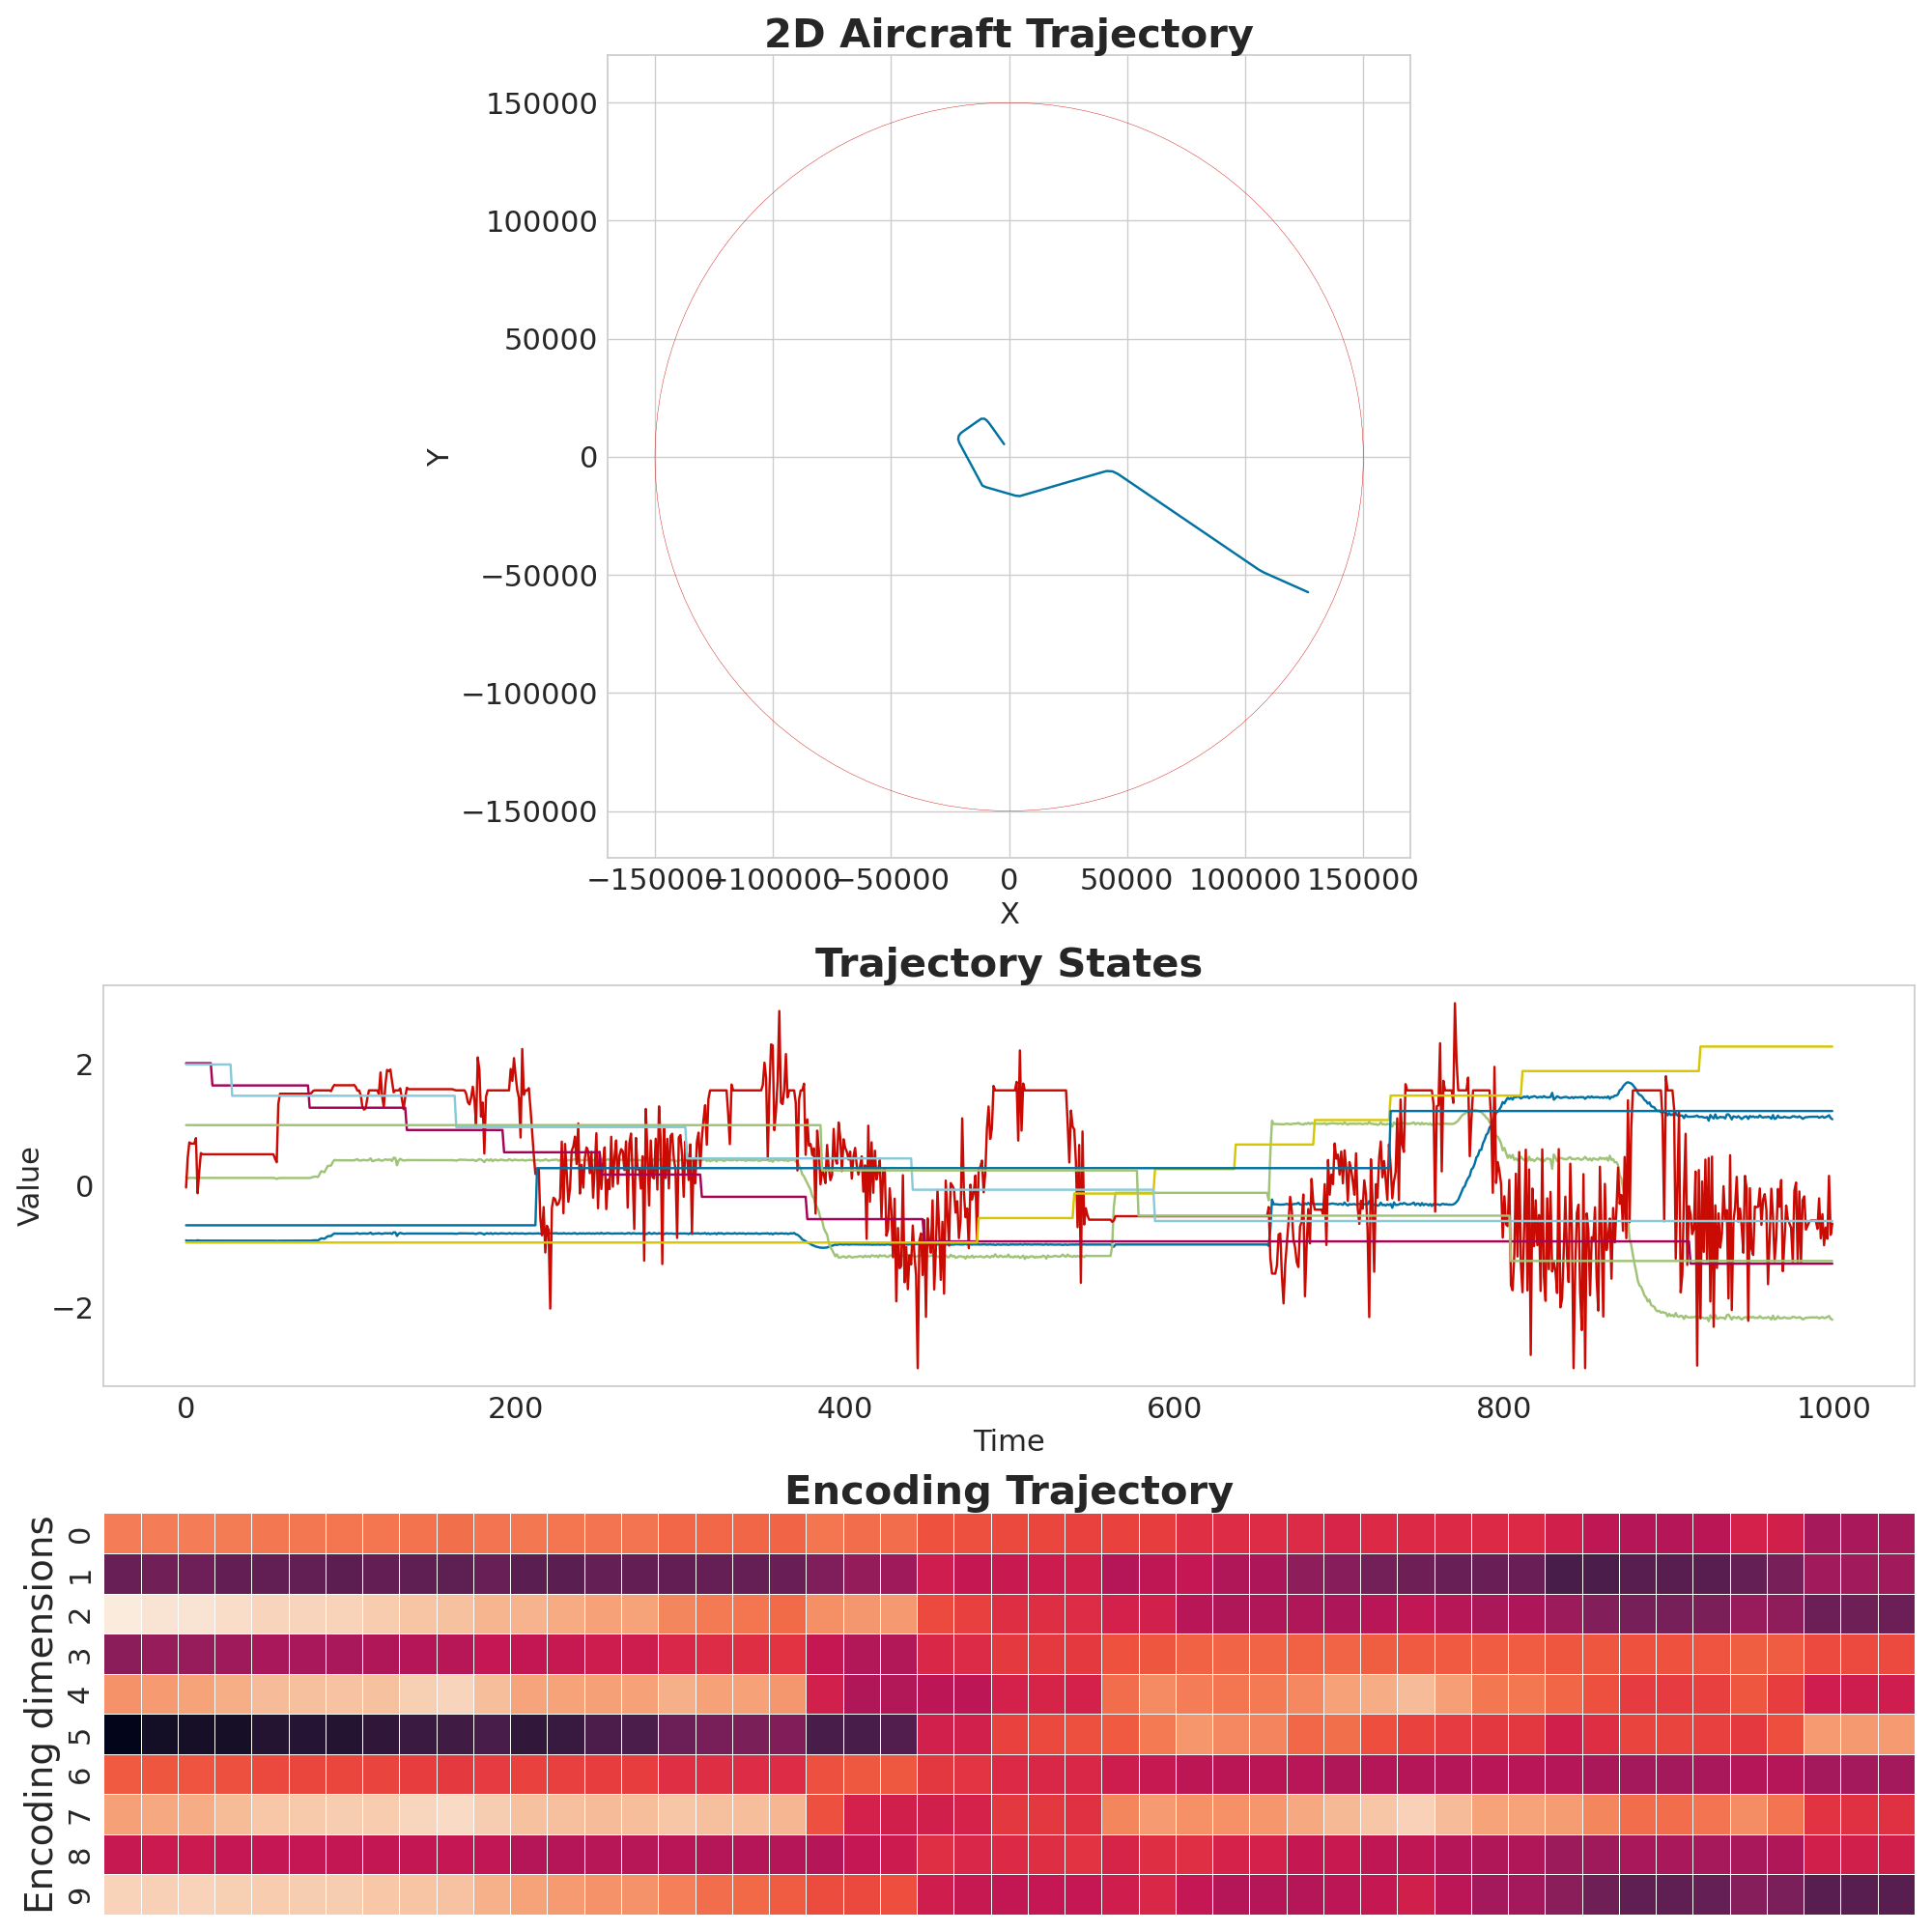 2D Aircraft Trajectory
150000
100000
50000
0
−50000
−100000
−150000
Y
−150000 −100000 −50000 0 50000 100000 150000
X
Trajectory States
2
0
−2
Value
0 200 400 600 800 1000
Time
Encoding Trajectory
0
1
2
3
4
5
6
7
8
9
Encoding dimensions